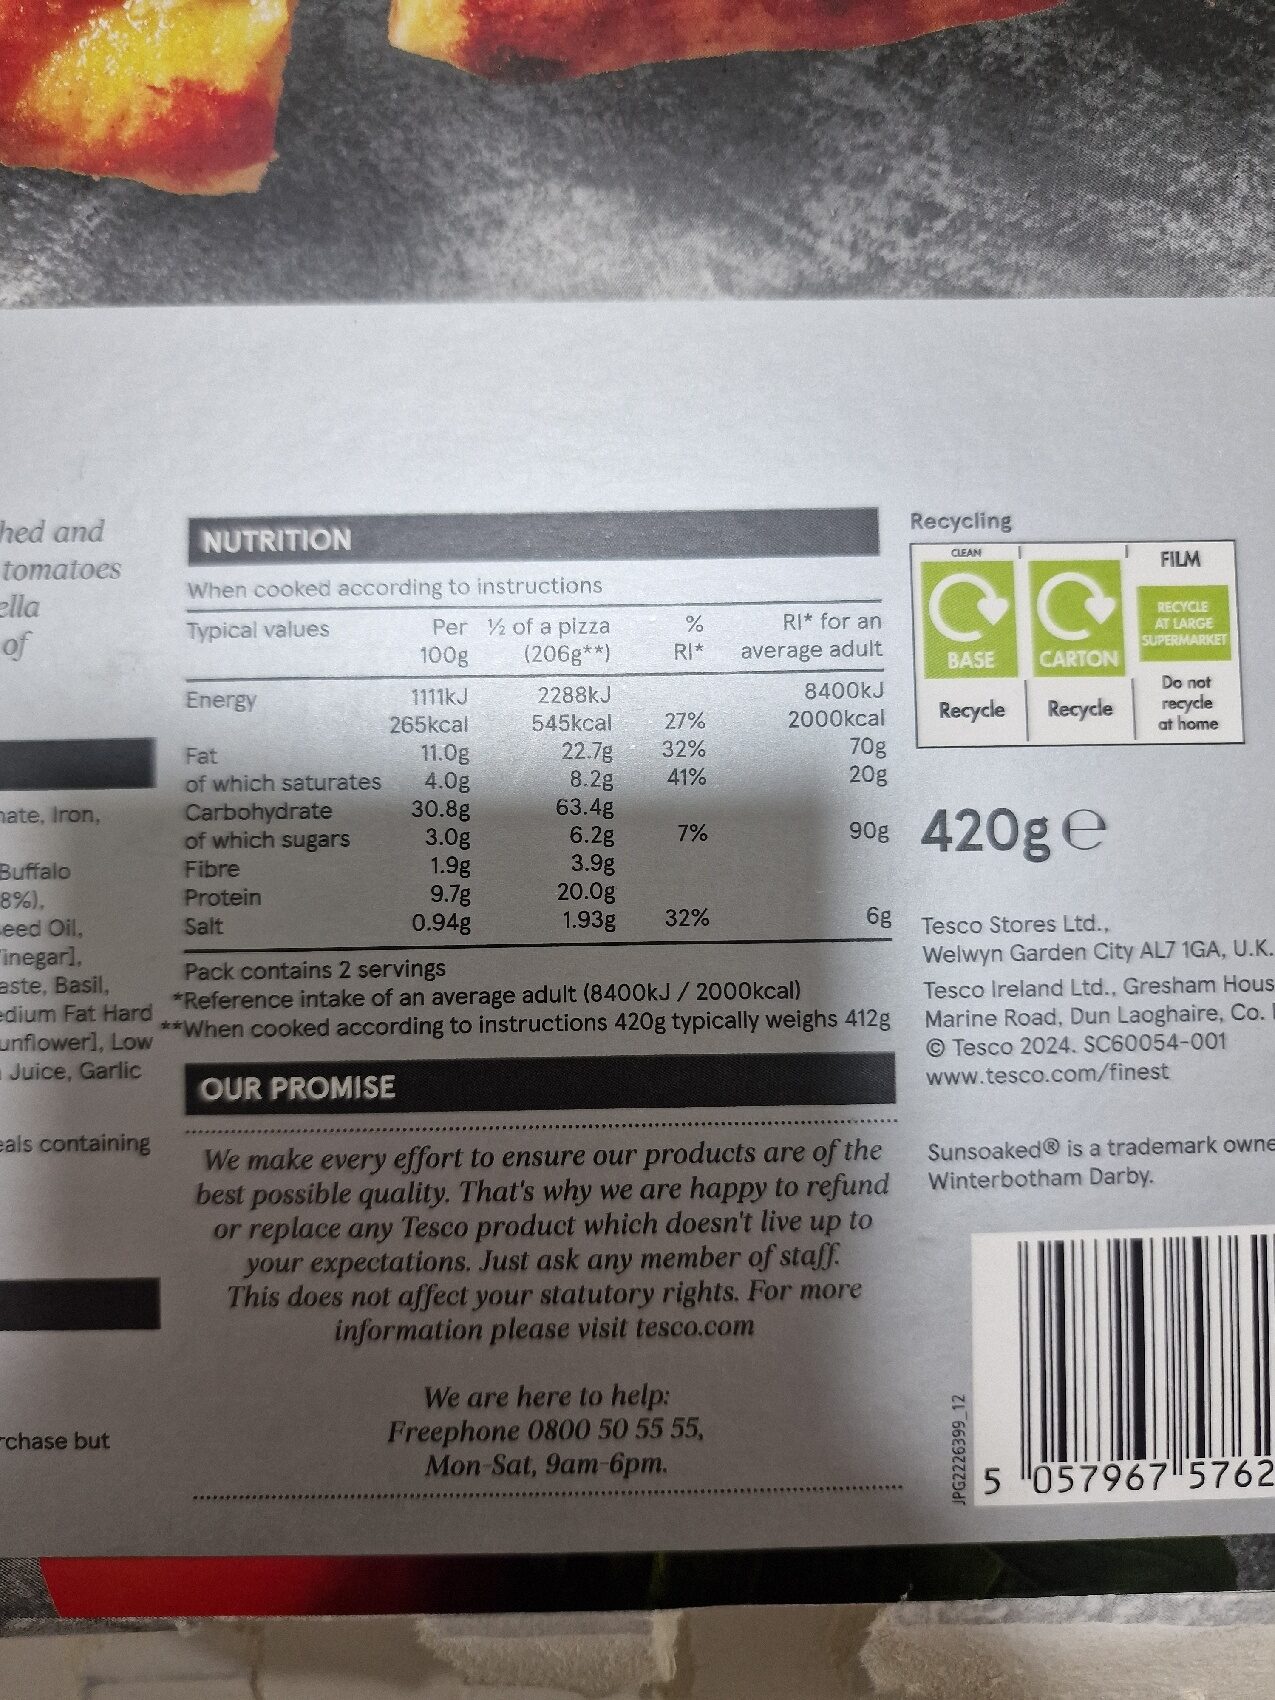 hed and
tomatoes
ella
of
nate, Iron,
Buffalo
8%),
eed Oil,
inegar],
aste, Basil,
edium Fat Hard
unflower], Low
Juice, Garlic
eals containing
rchase but
NUTRITION
When cooked according to instructions
Typical values Per 100g ½ of a pizza (206g**) % RI* RI* for an average adult
Energy 1111kJ 2288kJ 8400kJ
265kcal 545kcal 27% 2000kcal
Fat 11.0g 22.7g 32% 70g
of which saturates 4.0g 8.2g 41% 20g
Carbohydrate 30.8g 63.4g
of which sugars 3.0g 6.2g 7% 90g
Fibre 1.9g 3.9g
Protein 9.7g 20.0g
Salt 0.94g 1.93g 32% 6g
Pack contains 2 servings
*Reference intake of an average adult (8400kJ / 2000kcal)
**When cooked according to instructions 420g typically weighs 412g
OUR PROMISE
We make every effort to ensure our products are of the
best possible quality. That's why we are happy to refund
or replace any Tesco product which doesn't live up to
your expectations. Just ask any member of staff.
This does not affect your statutory rights. For more
information please visit tesco.com
We are here to help:
Freephone 0800 50 55 55,
Mon-Sat, 9am-6pm.
Recycling
CLEAN
BASE
Recycle
CARTON
Recycle
FILM
RECYCLE
AT LARGE
SUPERMARKET
Do not
recycle
at home
420g e
Tesco Stores Ltd.,
Welwyn Garden City AL7 1GA, U.K.
Tesco Ireland Ltd., Gresham Hous
Marine Road, Dun Laoghaire, Co.
© Tesco 2024. SC60054-001
www.tesco.com/finest
Sunsoaked® is a trademark owne
Winterbotham Darby.
JPG2226399_12
5 057967 5762